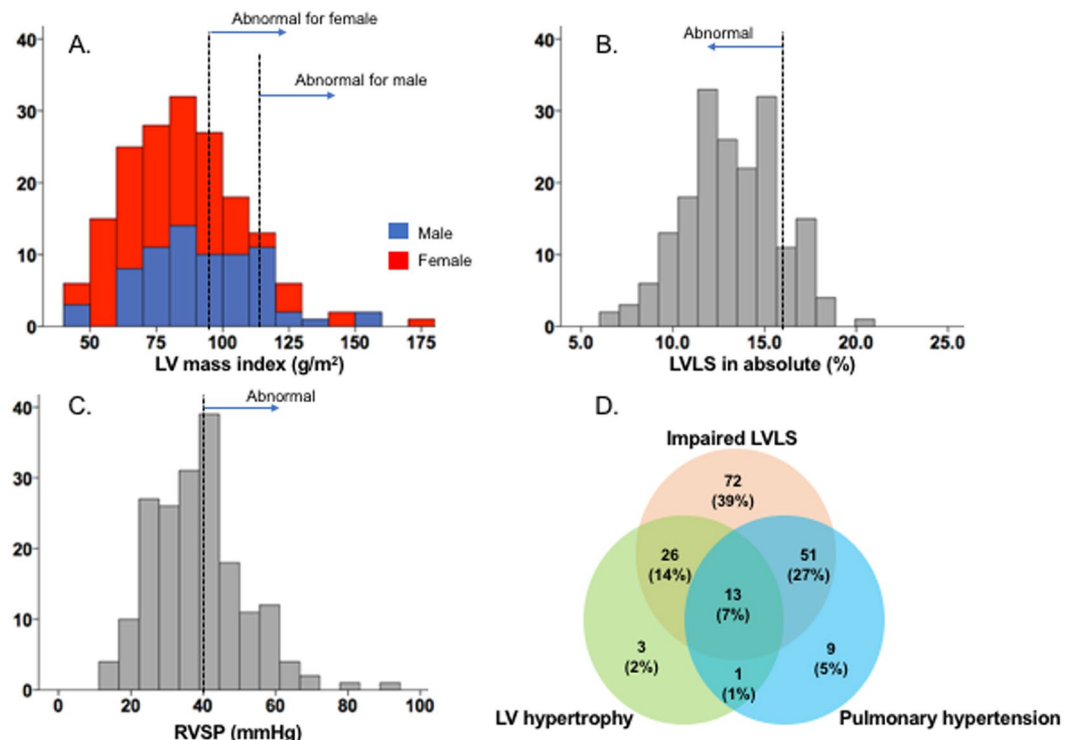 A.
Abnormal for female
Abnormal for male
40
30
20
10
0
Male
Female
50 75 100 125 150 175
LV mass index (g/m²)
B.
Abnormal
40
30
20
10
0
5.0 10.0 15.0 20.0 25.0
LVLS in absolute (%)
C.
Abnormal
40
30
20
10
0
0 20 40 60 80 100
RVSP (mmHg)
D.
Impaired LVLS
72
(39%)
26
(14%)
51
(27%)
13
(7%)
3
(2%)
9
(5%)
1
(1%)
LV hypertrophy
Pulmonary hypertension